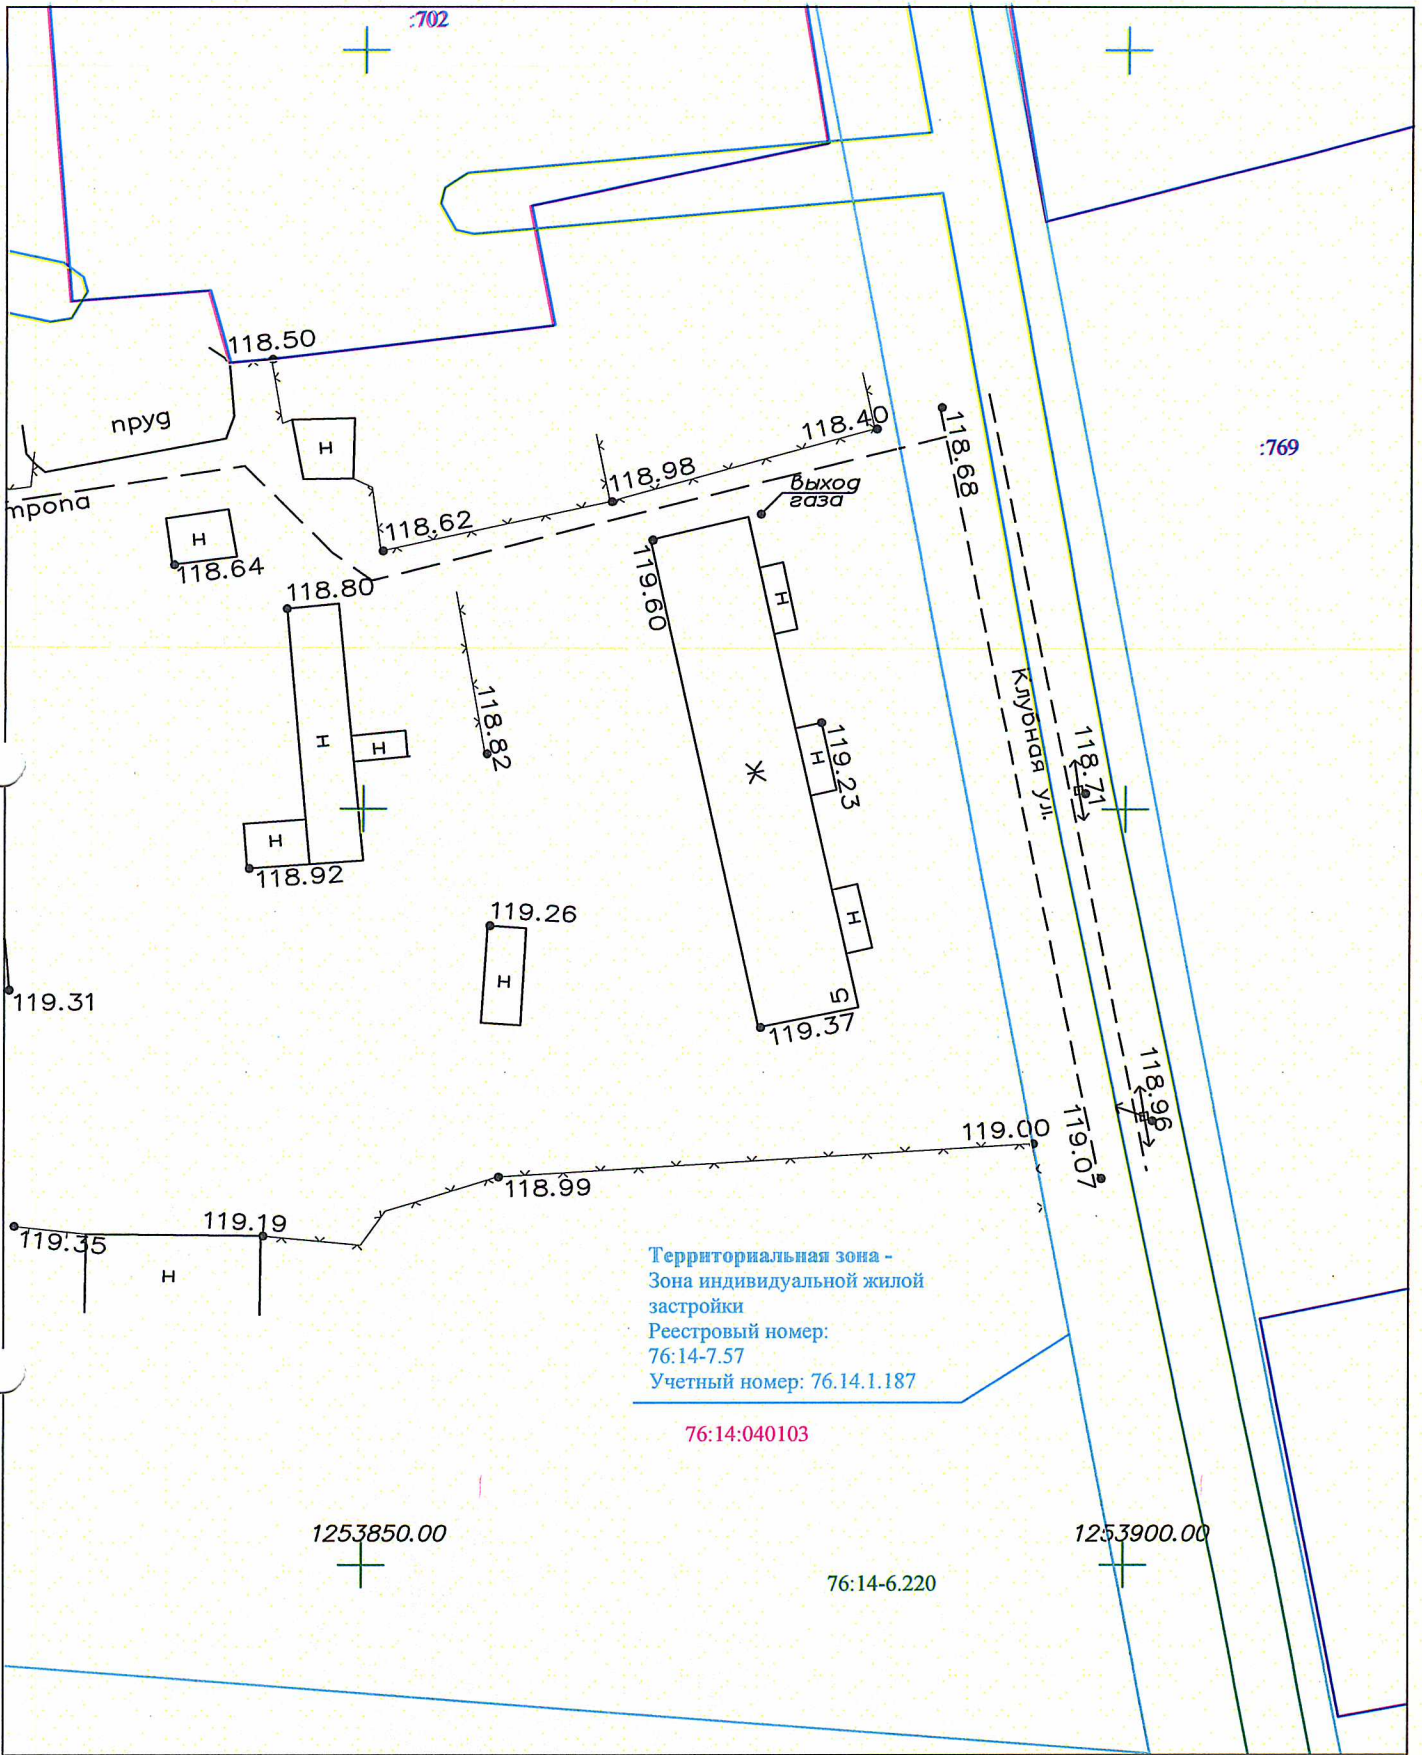 :702
118.50
пруд
н
118.40
118.68
:769
118.98
выход
газа
тропа
118.62
н
118.64
118.80
119.60
н
Клубная ул.
118.82
н
н
ж
н
119.23
118.71
н
118.92
119.26
н
н
119.31
5
119.37
118.96
119.07
119.00
118.99
119.19
119.35
н
Территориальная зона -
Зона индивидуальной жилой
застройки
Реестровый номер:
76:14-7.57
Учетный номер: 76.14.1.187
76:14:040103
1253850.00
1253900.00
76:14-6.220